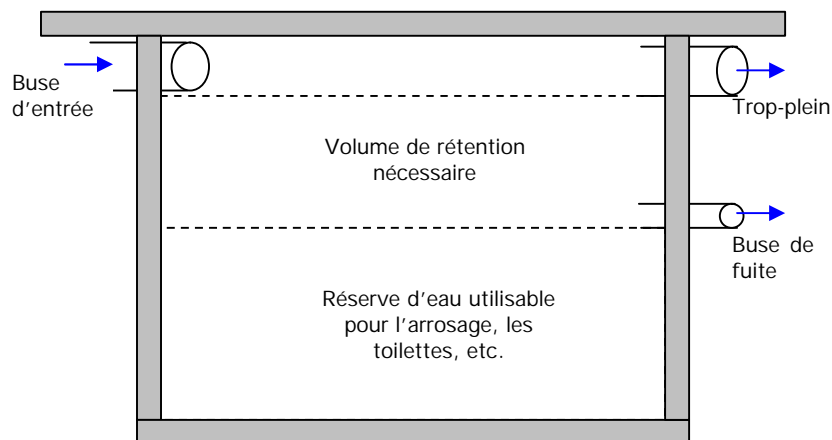 Buse
d'entrée
Trop-plein
Volume de rétention
nécessaire
Buse de
fuite
Réserve d'eau utilisable
pour l'arrosage, les
toilettes, etc.